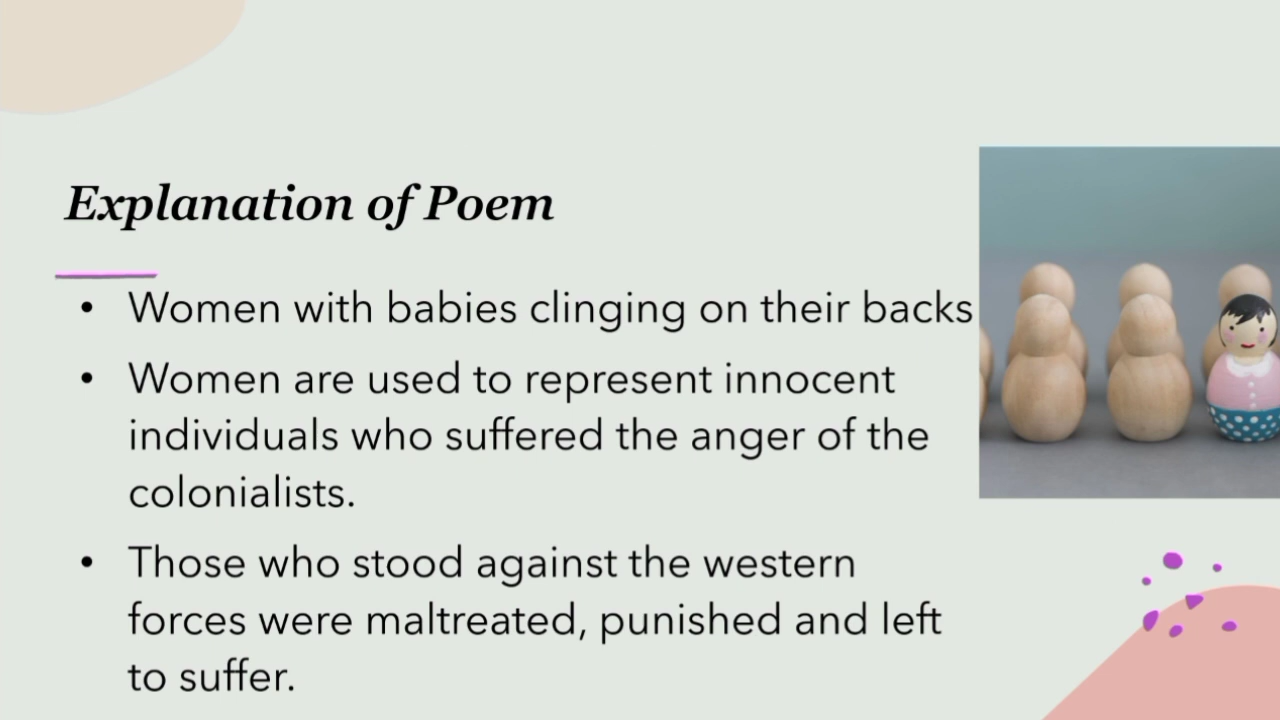 Explanation of Poem
• Women with babies clinging on their backs
• Women are used to represent innocent
individuals who suffered the anger of the
colonialists.
• Those who stood against the western
forces were maltreated, punished and left
to suffer.